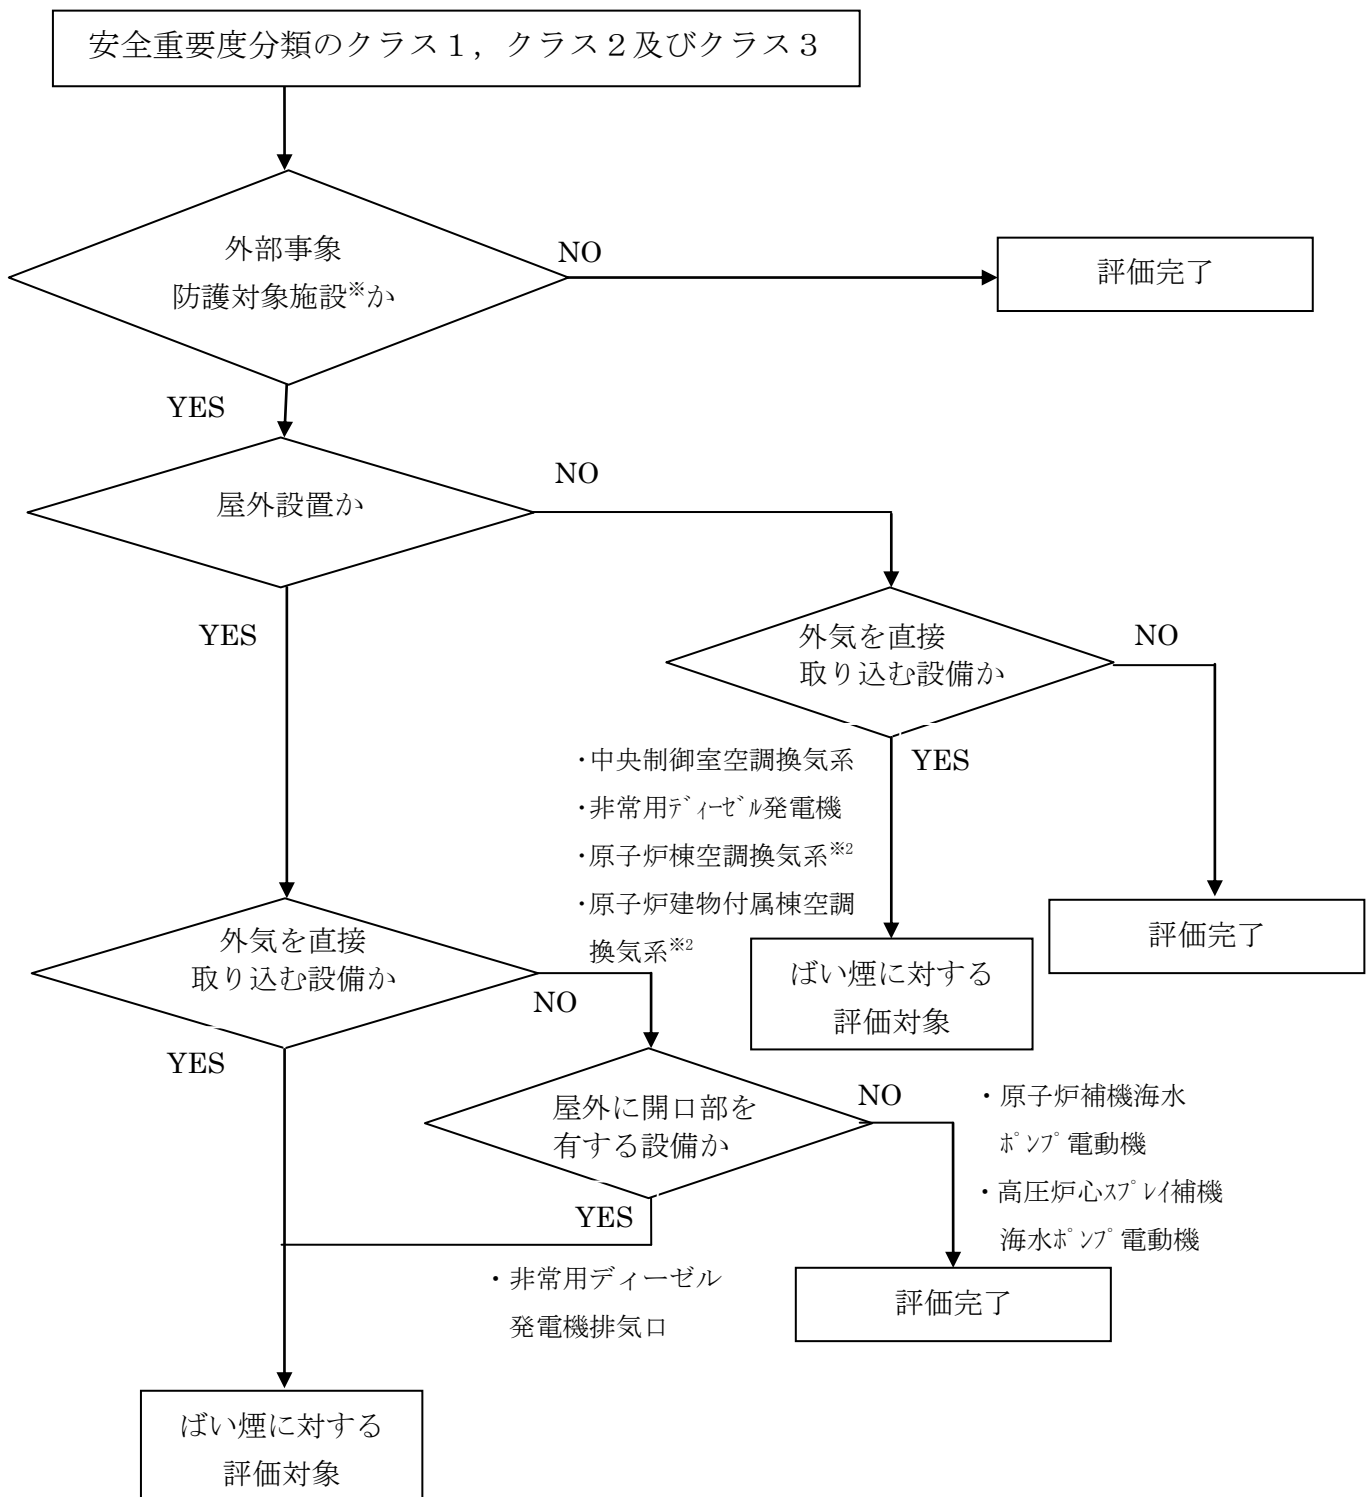 安全重要度分類のクラス１，クラス２及びクラス３
外部事象
防護対象施設※か
NO
評価完了
YES
屋外設置か
NO
YES
外気を直接
取り込む設備か
NO
YES
・中央制御室空調換気系
・非常用ﾃﾞｨｰｾﾞﾙ発電機
・原子炉棟空調換気系※2
・原子炉建物付属棟空調
換気系※2
評価完了
ばい煙に対する
評価対象
外気を直接
取り込む設備か
NO
YES
屋外に開口部を
有する設備か
NO
YES
・原子炉補機海水
ﾎﾟﾝﾌﾟ電動機
・高圧炉心ｽﾌﾟﾚｲ補機
海水ﾎﾟﾝﾌﾟ電動機
・非常用ディーゼル
発電機排気口
評価完了
ばい煙に対する
評価対象